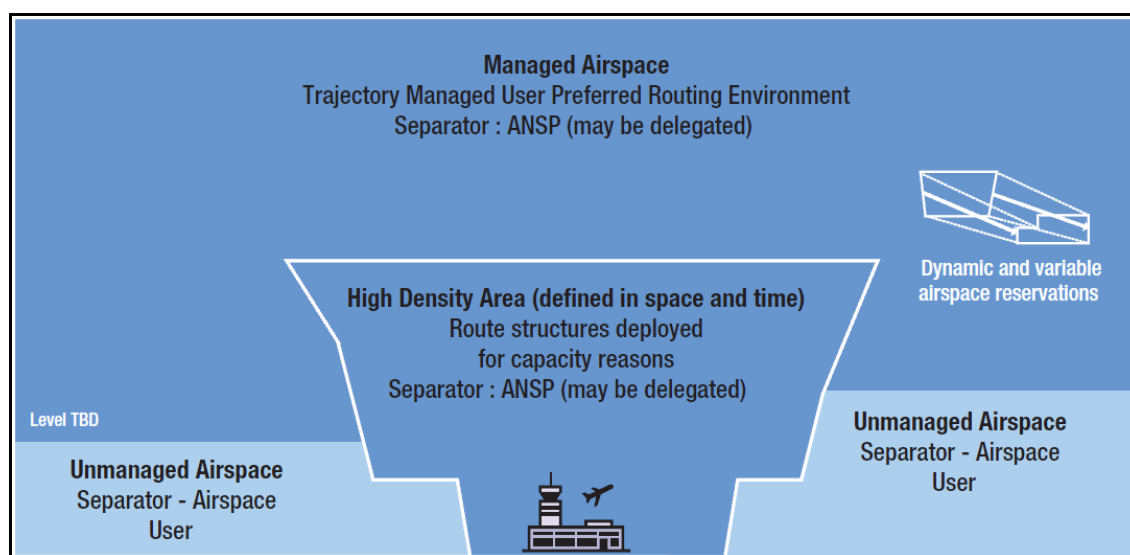 Managed Airspace
Trajectory Managed User Preferred Routing Environment
Separator : ANSP (may be delegated)
Dynamic and variable
airspace reservations
High Density Area (defined in space and time)
Route structures deployed
for capacity reasons
Separator : ANSP (may be delegated)
Level TBD
Unmanaged Airspace
Separator - Airspace
User
Unmanaged Airspace
Separator - Airspace
User